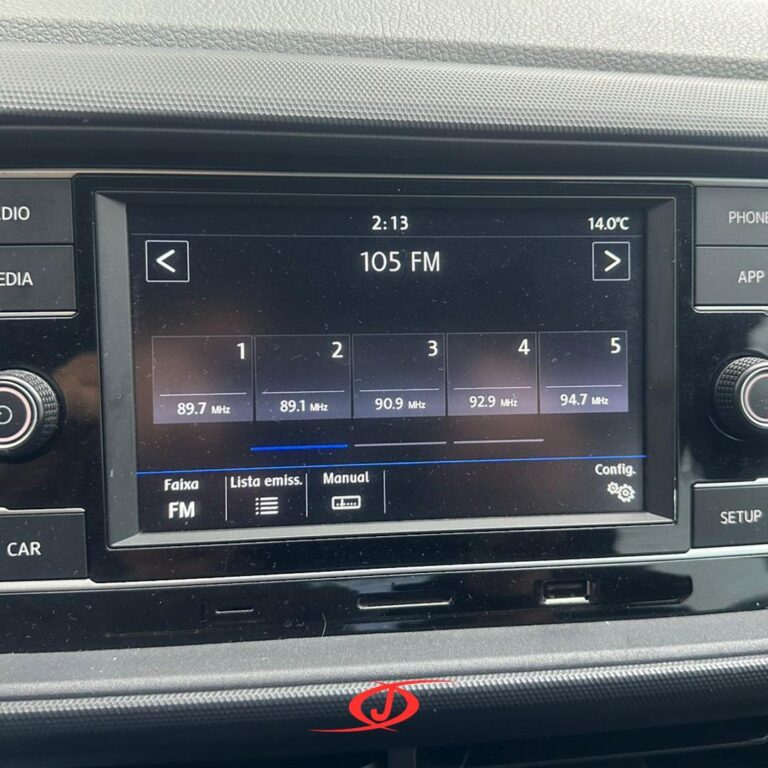 2:13
14.0°C
<
105 FM
>
1
2
3
4
5
89.7 MHz
89.1 MHz
90.9 MHz
92.9 MHz
94.7 MHz
Faixa
FM
Lista emiss.
Manual
Config.
DIO
EDIA
CAR
PHONE
APP
SETUP
J